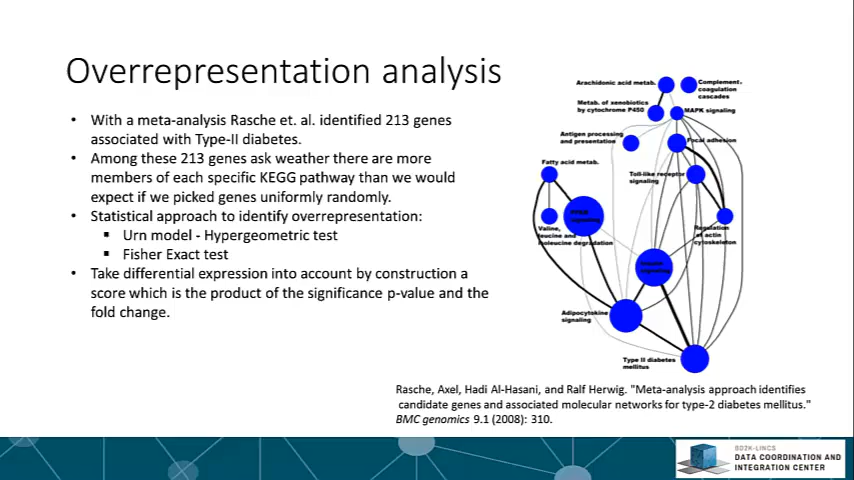 Overrepresentation analysis
• With a meta-analysis Rasche et. al. identified 213 genes
associated with Type-II diabetes.
• Among these 213 genes ask weather there are more
members of each specific KEGG pathway than we would
expect if we picked genes uniformly randomly.
• Statistical approach to identify overrepresentation:
▪ Urn model - Hypergeometric test
▪ Fisher Exact test
• Take differential expression into account by construction a
score which is the product of the significance p-value and the
fold change.
Arachidonic acid metab.
Complement.
coagulation
cascades
Metab. of xenobiotics
by cytochrome P450
MAPK signaling
Antigen processing
and presentation
Focal adhesion
Fatty acid metab.
Toll-like receptor
signaling
PPAR
signaling
Valine,
leucine and
isoleucine degradation
Regulation
of actin
cytoskeleton
Insulin
signaling
Adipocytokine
signaling
Type II diabetes
mellitus
Rasche, Axel, Hadi Al-Hasani, and Ralf Herwig. "Meta-analysis approach identifies
candidate genes and associated molecular networks for type-2 diabetes mellitus."
BMC genomics 9.1 (2008): 310.
BD2K-LINCS
DATA COORDINATION AND
INTEGRATION CENTER